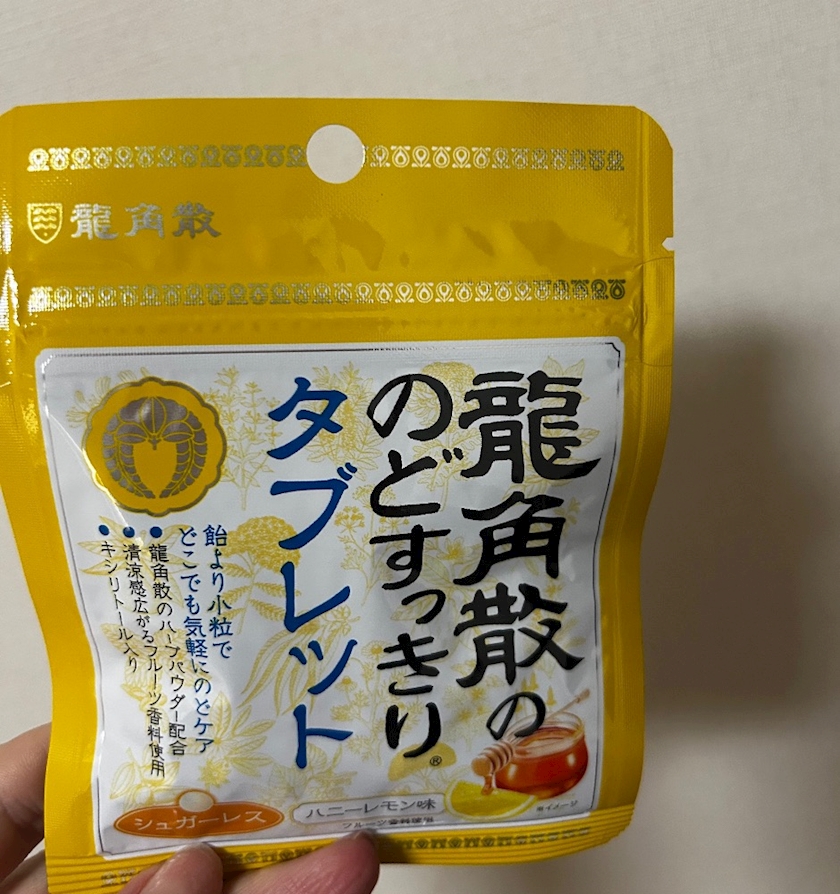 龍角散
龍角散の
のどすっきり®
タブレット
飴より小粒で
どこでも気軽にのどケア
●龍角散のハーブパウダー配合
●清涼感広がるフルーツ香料使用
●キシリトール入り
シュガーレス
ハニーレモン味
フルーツ香料使用
※イメージ